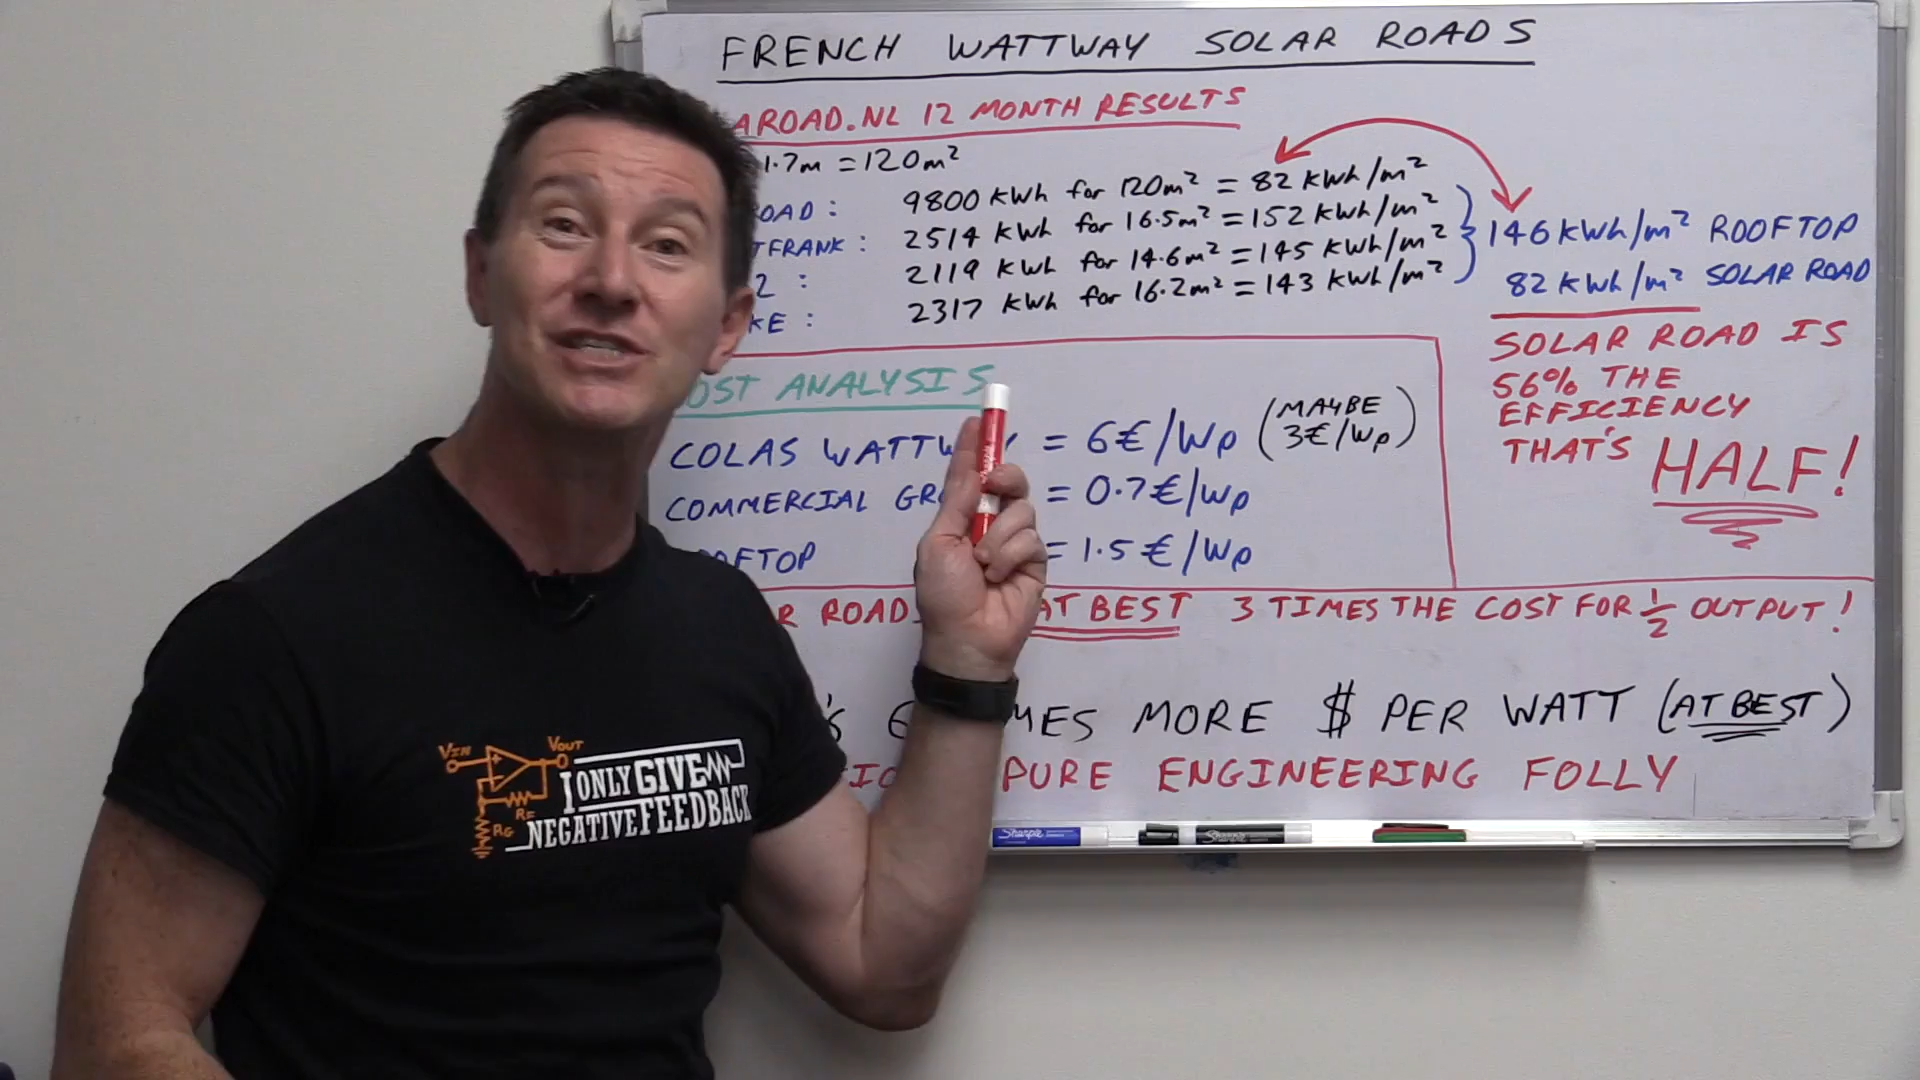 FRENCH WATTWAY SOLAR ROADS
AROAD.NL 12 MONTH RESULTS
1.7m = 120m²
OAD : 9800 kWh for 120m² = 82 kWh/m²
TFRANK : 2514 kWh for 16.5m² = 152 kWh/m²
2 : 2119 kWh for 14.6m² = 145 kWh/m²
KE : 2317 kWh for 16.2m² = 143 kWh/m²
146 kWh/m² ROOFTOP
82 kWh/m² SOLAR ROAD
SOLAR ROAD IS
56% THE
EFFICIENCY
THAT'S HALF!
OST ANALYSIS
COLAS WATTW Y = 6€/Wp (MAYBE 3€/Wp)
COMMERCIAL GRO = 0.7€/Wp
OFTOP = 1.5€/Wp
R ROAD AT BEST 3 TIMES THE COST FOR 1/2 OUTPUT!
'S 6 MES MORE $ PER WATT (AT BEST)
IO PURE ENGINEERING FOLLY
VIN
VOUT
RF
RG
I ONLY GIVE
NEGATIVE FEEDBACK
Sharpie
Sharpie